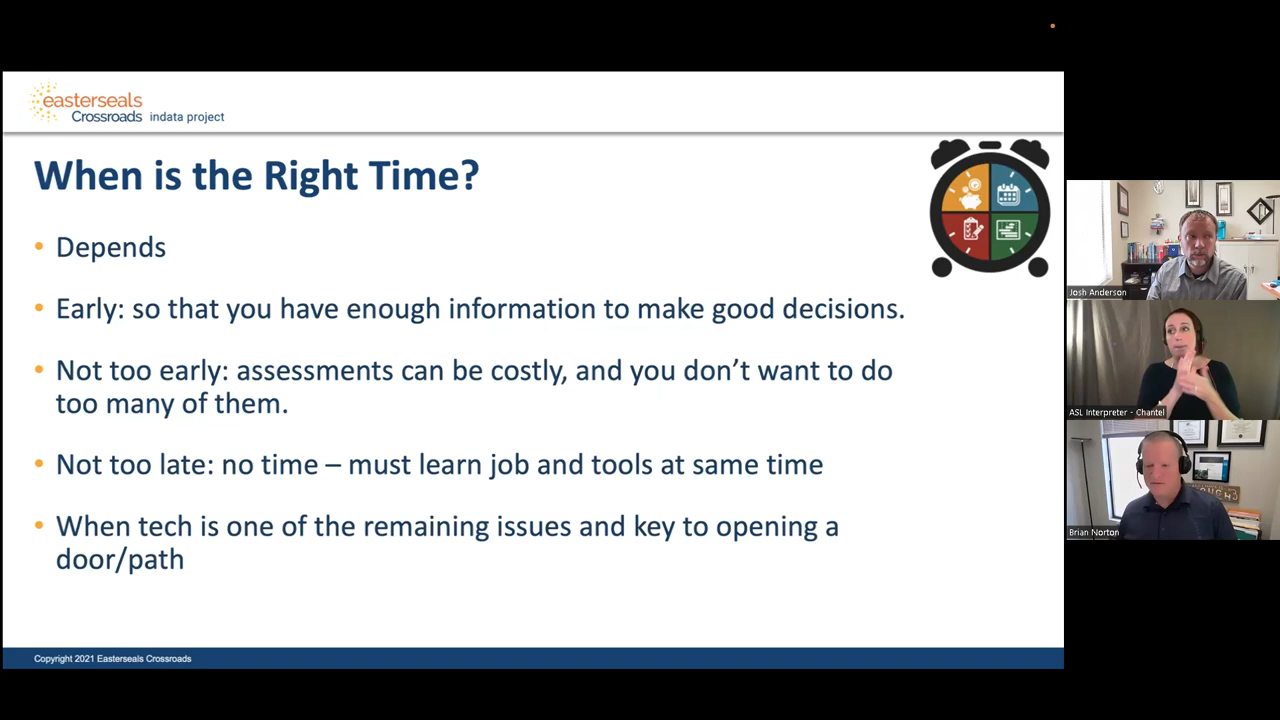 easterseals
Crossroads indata project
When is the Right Time?
• Depends
• Early: so that you have enough information to make good decisions.
• Not too early: assessments can be costly, and you don’t want to do
too many of them.
• Not too late: no time – must learn job and tools at same time
• When tech is one of the remaining issues and key to opening a
door/path
Copyright 2021 Easterseals Crossroads
Josh Anderson
ASL Interpreter - Chantel
Brian Norton